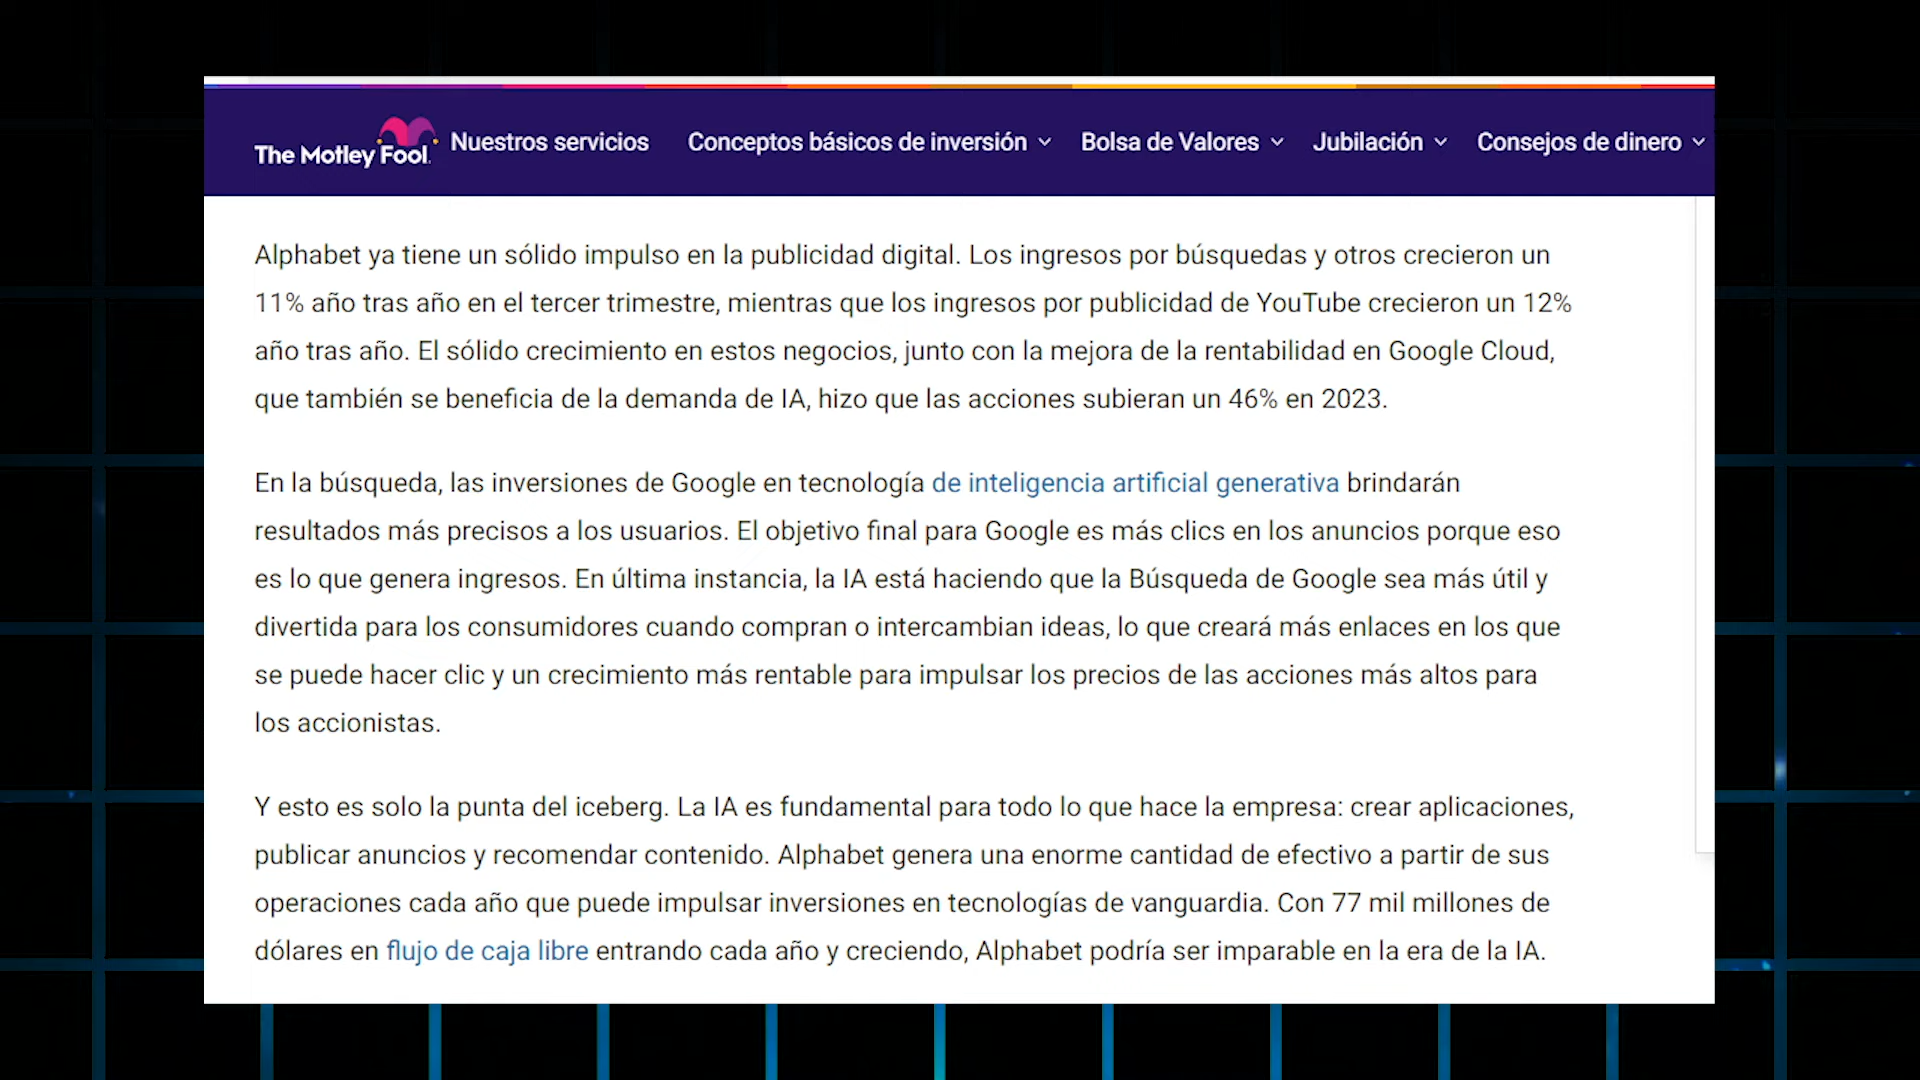 The Motley Fool.
Nuestros servicios
Conceptos básicos de inversión
Bolsa de Valores
Jubilación
Consejos de dinero
Alphabet ya tiene un sólido impulso en la publicidad digital. Los ingresos por búsquedas y otros crecieron un
11% año tras año en el tercer trimestre, mientras que los ingresos por publicidad de YouTube crecieron un 12%
año tras año. El sólido crecimiento en estos negocios, junto con la mejora de la rentabilidad en Google Cloud,
que también se beneficia de la demanda de IA, hizo que las acciones subieran un 46% en 2023.
En la búsqueda, las inversiones de Google en tecnología de inteligencia artificial generativa brindarán
resultados más precisos a los usuarios. El objetivo final para Google es más clics en los anuncios porque eso
es lo que genera ingresos. En última instancia, la IA está haciendo que la Búsqueda de Google sea más útil y
divertida para los consumidores cuando compran o intercambian ideas, lo que creará más enlaces en los que
se puede hacer clic y un crecimiento más rentable para impulsar los precios de las acciones más altos para
los accionistas.
Y esto es solo la punta del iceberg. La IA es fundamental para todo lo que hace la empresa: crear aplicaciones,
publicar anuncios y recomendar contenido. Alphabet genera una enorme cantidad de efectivo a partir de sus
operaciones cada año que puede impulsar inversiones en tecnologías de vanguardia. Con 77 mil millones de
dólares en flujo de caja libre entrando cada año y creciendo, Alphabet podría ser imparable en la era de la IA.